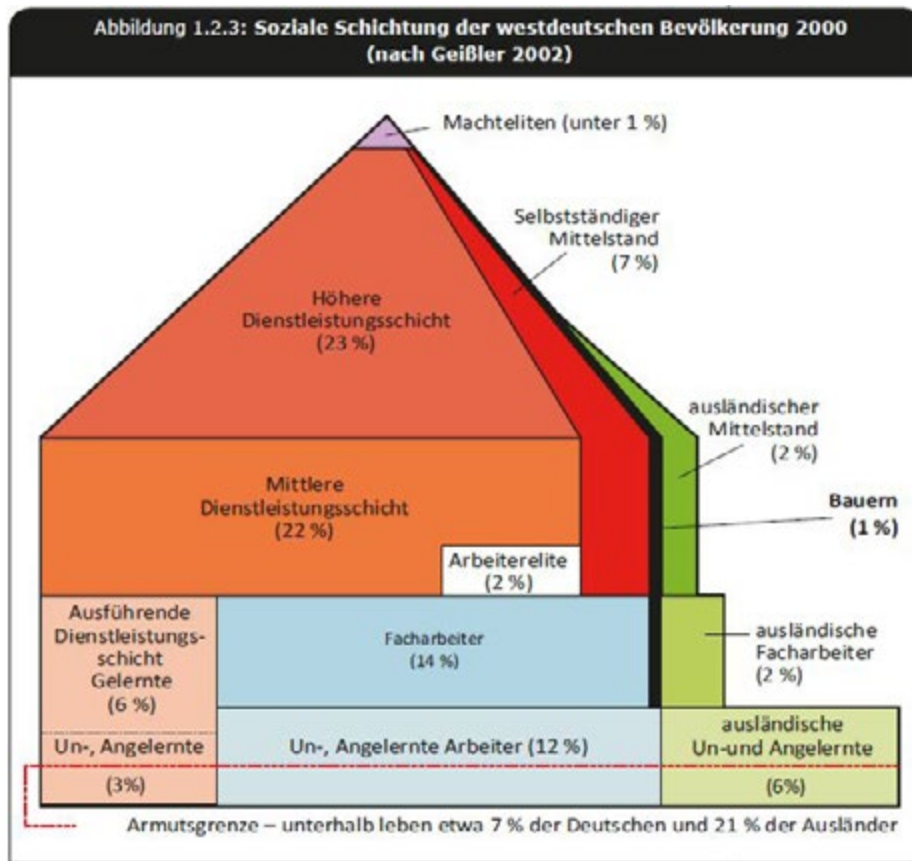 Abbildung 1.2.3: Soziale Schichtung der westdeutschen Bevölkerung 2000
(nach Geißler 2002)
Machteliten (unter 1 %)
Selbstständiger
Mittelstand
(7 %)
Höhere
Dienstleistungsschicht
(23 %)
ausländischer
Mittelstand
(2 %)
Mittlere
Dienstleistungsschicht
(22 %)
Bauern
(1 %)
Arbeiterelite
(2 %)
Ausführende
Dienstleistungs-
schicht
Gelernte
(6 %)
Facharbeiter
(14 %)
ausländische
Facharbeiter
(2 %)
Un-, Angelernte
(3%)
Un-, Angelernte Arbeiter (12 %)
ausländische
Un-und Angelernte
(6%)
Armutsgrenze – unterhalb leben etwa 7 % der Deutschen und 21 % der Ausländer